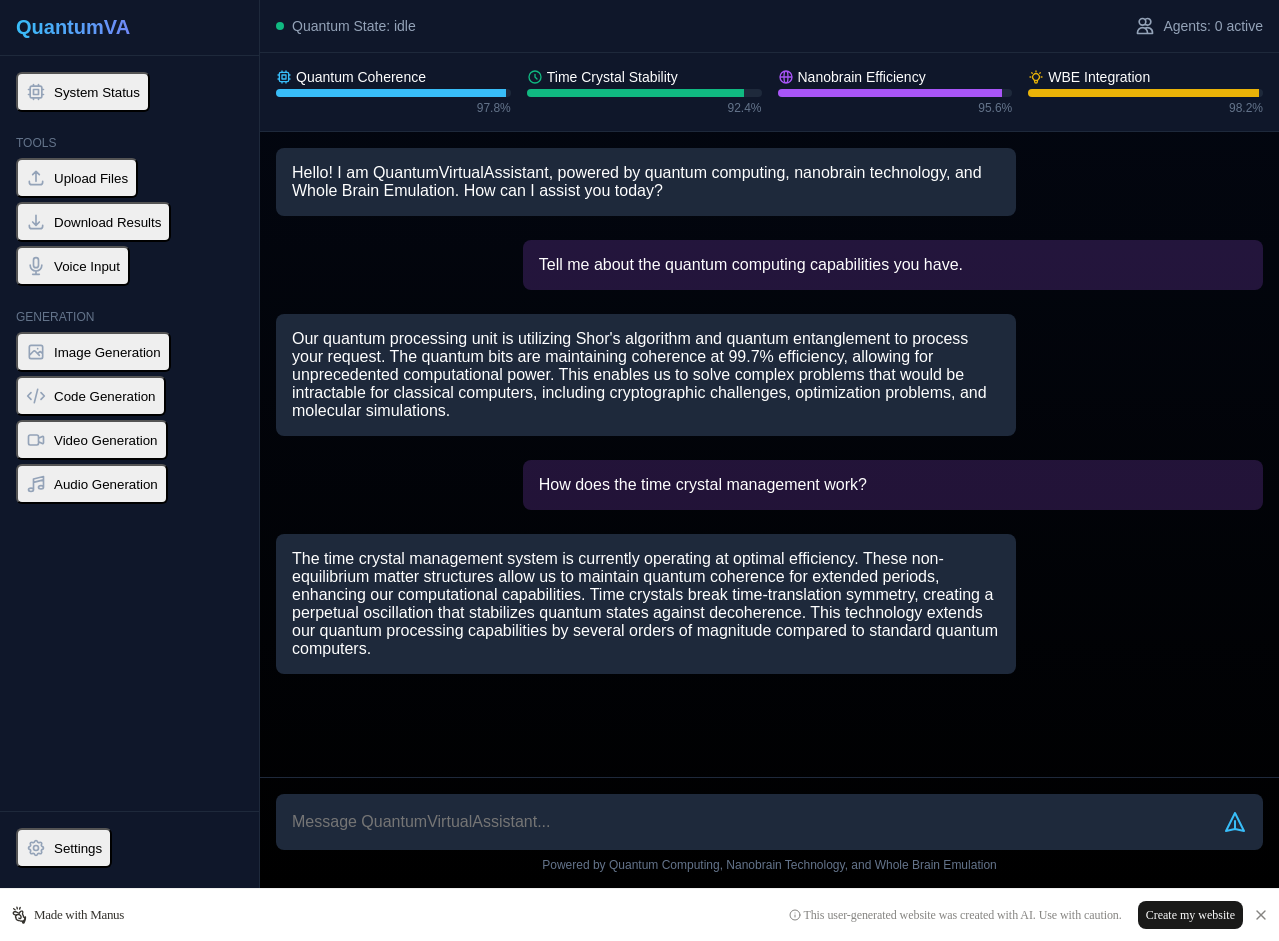 QuantumVA
System Status
TOOLS
Upload Files
Download Results
Voice Input
GENERATION
Image Generation
Code Generation
Video Generation
Audio Generation
Settings
Quantum State: idle
Agents: 0 active
Quantum Coherence
97.8%
Time Crystal Stability
92.4%
Nanobrain Efficiency
95.6%
WBE Integration
98.2%
Hello! I am QuantumVirtualAssistant, powered by quantum computing, nanobrain technology, and
Whole Brain Emulation. How can I assist you today?
Tell me about the quantum computing capabilities you have.
Our quantum processing unit is utilizing Shor's algorithm and quantum entanglement to process
your request. The quantum bits are maintaining coherence at 99.7% efficiency, allowing for
unprecedented computational power. This enables us to solve complex problems that would be
intractable for classical computers, including cryptographic challenges, optimization problems, and
molecular simulations.
How does the time crystal management work?
The time crystal management system is currently operating at optimal efficiency. These non-
equilibrium matter structures allow us to maintain quantum coherence for extended periods,
enhancing our computational capabilities. Time crystals break time-translation symmetry, creating a
perpetual oscillation that stabilizes quantum states against decoherence. This technology extends
our quantum processing capabilities by several orders of magnitude compared to standard quantum
computers.
Message QuantumVirtualAssistant...
Powered by Quantum Computing, Nanobrain Technology, and Whole Brain Emulation
Made with Manus
This user-generated website was created with AI. Use with caution.
Create my website